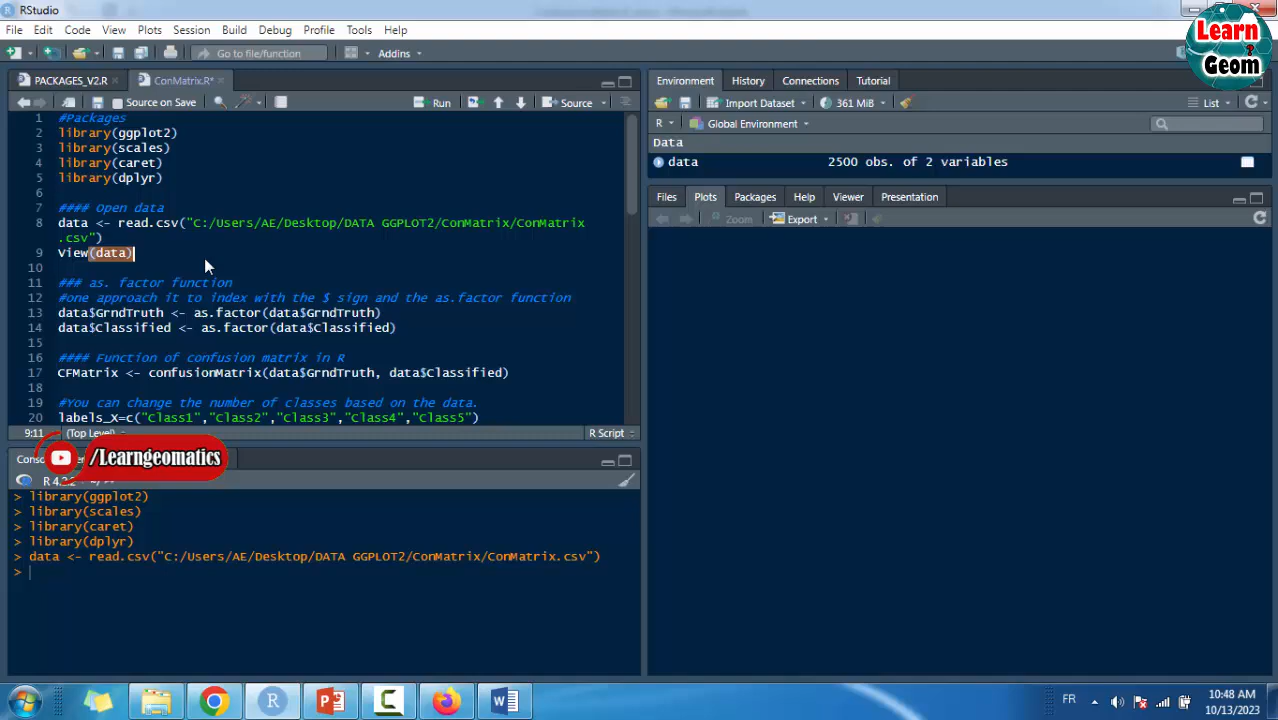 RStudio
File Edit Code View Plots Session Build Debug Profile Tools Help
Go to file/function Addins
Learn
?
Geom
PACKAGES_V2.R ConMatrix.R*
Source on Save Run Source
1 #Packages
2 library(ggplot2)
3 library(scales)
4 library(caret)
5 library(dplyr)
6
7 #### Open data
8 data <- read.csv("C:/Users/AE/Desktop/DATA GGPLOT2/ConMatrix/ConMatrix
.csv")
9 View(data)
10
11 ### as. factor function
12 #one approach it to index with the $ sign and the as.factor function
13 data$GrndTruth <- as.factor(data$GrndTruth)
14 data$Classified <- as.factor(data$Classified)
15
16 #### Function of confusion matrix in R
17 CFMatrix <- confusionMatrix(data$GrndTruth, data$Classified)
18
19 #You can change the number of classes based on the data.
20 labels_X=c("Class1","Class2","Class3","Class4","Class5")
9:11 (Top Level) R Script
/Learngeomatics
R 4.2.2
> library(ggplot2)
> library(scales)
> library(caret)
> library(dplyr)
> data <- read.csv("C:/Users/AE/Desktop/DATA GGPLOT2/ConMatrix/ConMatrix.csv")
>
Environment History Connections Tutorial
Import Dataset 361 MiB List
R Global Environment
Data
data 2500 obs. of 2 variables
Files Plots Packages Help Viewer Presentation
Zoom Export
FR
10:48 AM
10/13/2023